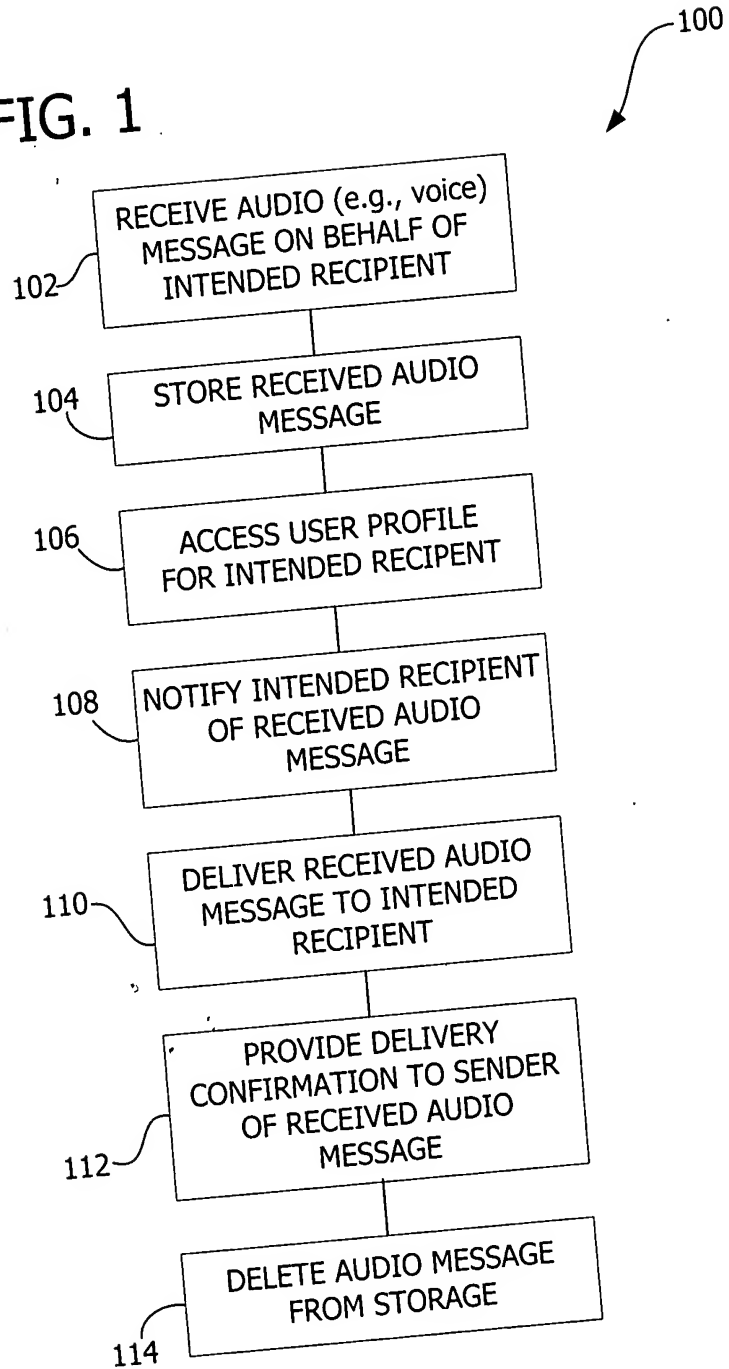 100
FIG. 1
RECEIVE AUDIO (e.g., voice)
MESSAGE ON BEHALF OF
INTENDED RECIPIENT
102
STORE RECEIVED AUDIO
MESSAGE
104
ACCESS USER PROFILE
FOR INTENDED RECIPENT
106
NOTIFY INTENDED RECIPIENT
OF RECEIVED AUDIO
MESSAGE
108
DELIVER RECEIVED AUDIO
MESSAGE TO INTENDED
RECIPIENT
110
PROVIDE DELIVERY
CONFIRMATION TO SENDER
OF RECEIVED AUDIO
MESSAGE
112
DELETE AUDIO MESSAGE
FROM STORAGE
114